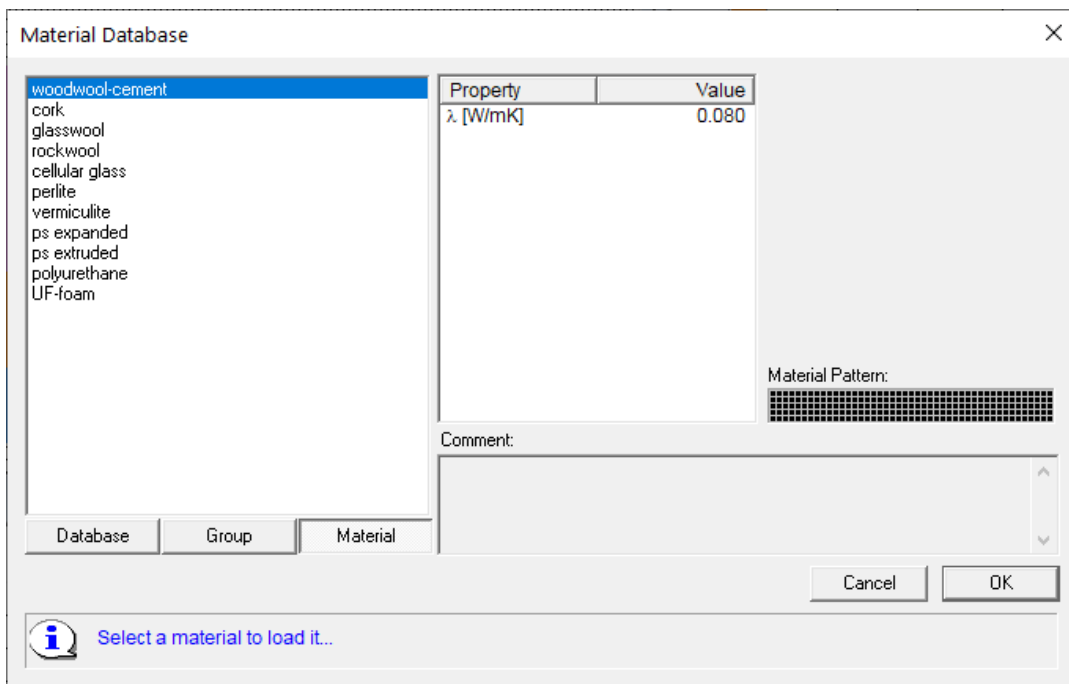 Material Database
woodwool-cement
cork
glasswool
rockwool
cellular glass
perlite
vermiculite
ps expanded
ps extruded
polyurethane
UF-foam
Database Group Material
Property Value
λ [W/mK] 0.080
Material Pattern:
Comment:
Cancel OK
Select a material to load it...